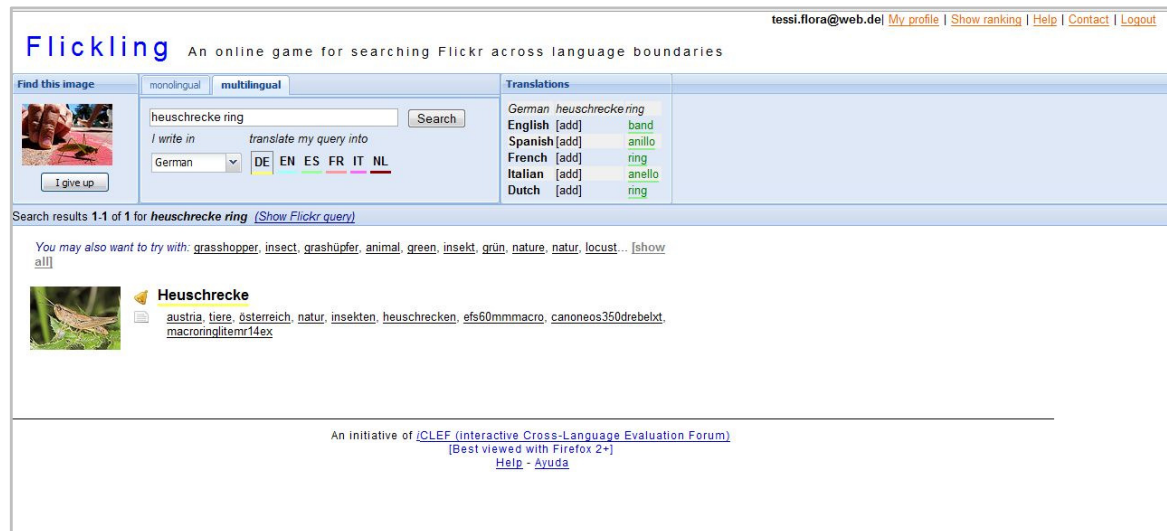 tessi.flora@web.de| My profile | Show ranking | Help | Contact | Logout
Flickling An online game for searching Flickr across language boundaries
Find this image
monolingual multilingual
Translations
heuschrecke ring Search
I write in translate my query into
German DE EN ES FR IT NL
I give up
German heuschrecke ring
English [add] band
Spanish [add] anillo
French [add] ring
Italian [add] anello
Dutch [add] ring
Search results 1-1 of 1 for heuschrecke ring (Show Flickr query)
You may also want to try with: grasshopper, insect, grashüpfer, animal, green, insekt, grün, nature, natur, locust... [show
all]
Heuschrecke
austria, tiere, österreich, natur, insekten, heuschrecken, efs60mmmacro, canoneos350drebelxt,
macroringlitemr14ex
An initiative of iCLEF (interactive Cross-Language Evaluation Forum)
[Best viewed with Firefox 2+]
Help - Ayuda